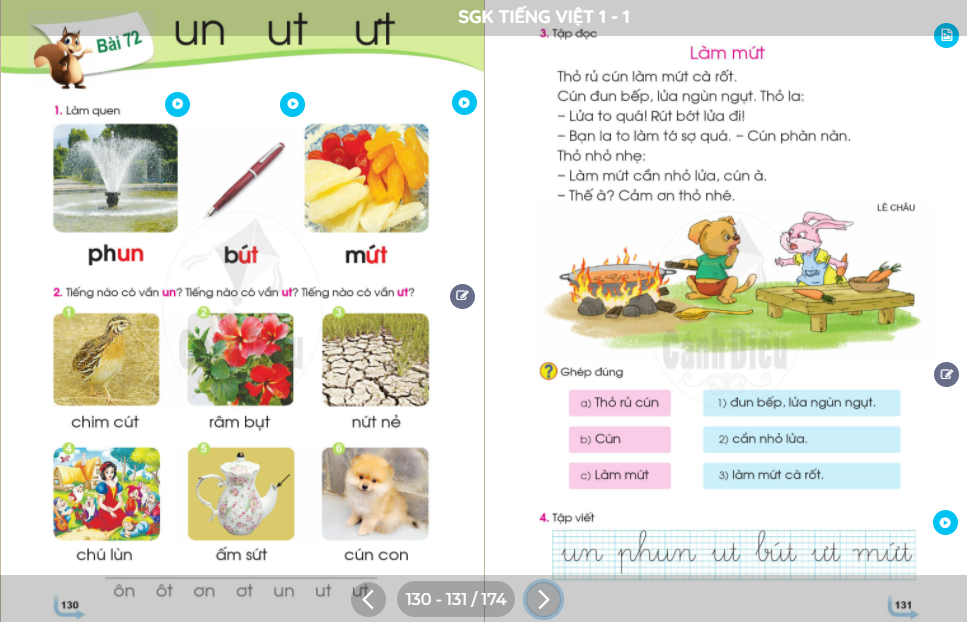 SGK TIẾNG VIỆT 1 - 1
Bài 72
un ut ưt
1. Làm quen
phun
bút
mứt
2. Tiếng nào có vần un? Tiếng nào có vần ut? Tiếng nào có vần ưt?
1
2
3
chim cút
râm bụt
nứt nẻ
4
5
6
chú lùn
ấm sứt
cún con
ôn ôt ơn ơt un ut ưt
130
3. Tập đọc
Làm mứt
Thỏ rủ cún làm mứt cà rốt.
Cún đun bếp, lửa ngùn ngụt. Thỏ la:
– Lửa to quá! Rút bớt lửa đi!
– Bạn la to làm tớ sợ quá. – Cún phàn nàn.
Thỏ nhỏ nhẹ:
– Làm mứt cần nhỏ lửa, cún à.
– Thế à? Cảm ơn thỏ nhé.
LÊ CHÂU
Cánh Diều
? Ghép đúng
a) Thỏ rủ cún
1) đun bếp, lửa ngùn ngụt.
b) Cún
2) cần nhỏ lửa.
c) Làm mứt
3) làm mứt cà rốt.
4. Tập viết
un phun ut bút ưt mứt
130 - 131 / 174
131